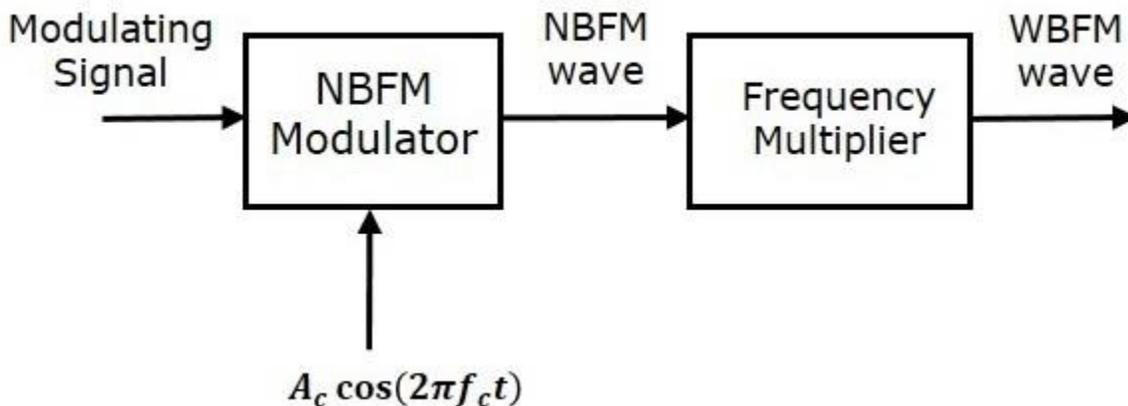 Modulating
Signal
NBFM
Modulator
NBFM
wave
Frequency
Multiplier
WBFM
wave
A_c cos(2πf_c t)